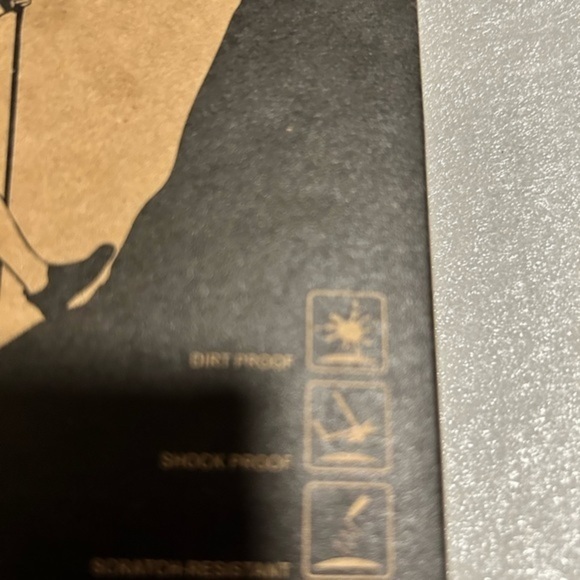 DIRT PROOF
SHOCK PROOF
SCRATCH-RESISTANT